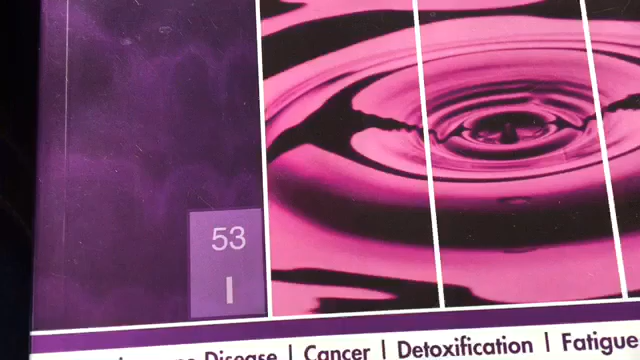 53
I
Disease | Cancer | Detoxification | Fatigue